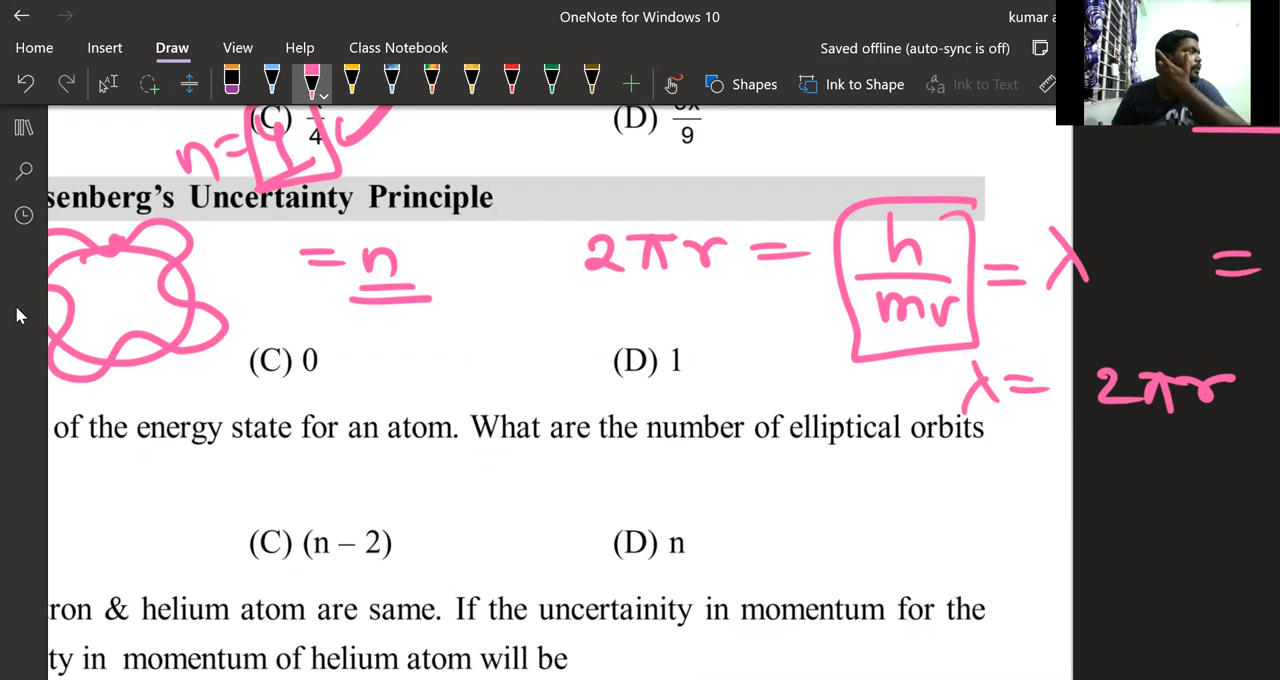 OneNote for Windows 10
kumar a
Home Insert Draw View Help Class Notebook
Saved offline (auto-sync is off)
Shapes Ink to Shape Ink to Text
(C) 4 (D) 9
n=
senberg's Uncertainty Principle
= n 2πr = h/mv = λ =
(C) 0 (D) 1
λ = 2πr
of the energy state for an atom. What are the number of elliptical orbits
(C) (n – 2) (D) n
ron & helium atom are same. If the uncertainity in momentum for the
ty in momentum of helium atom will be